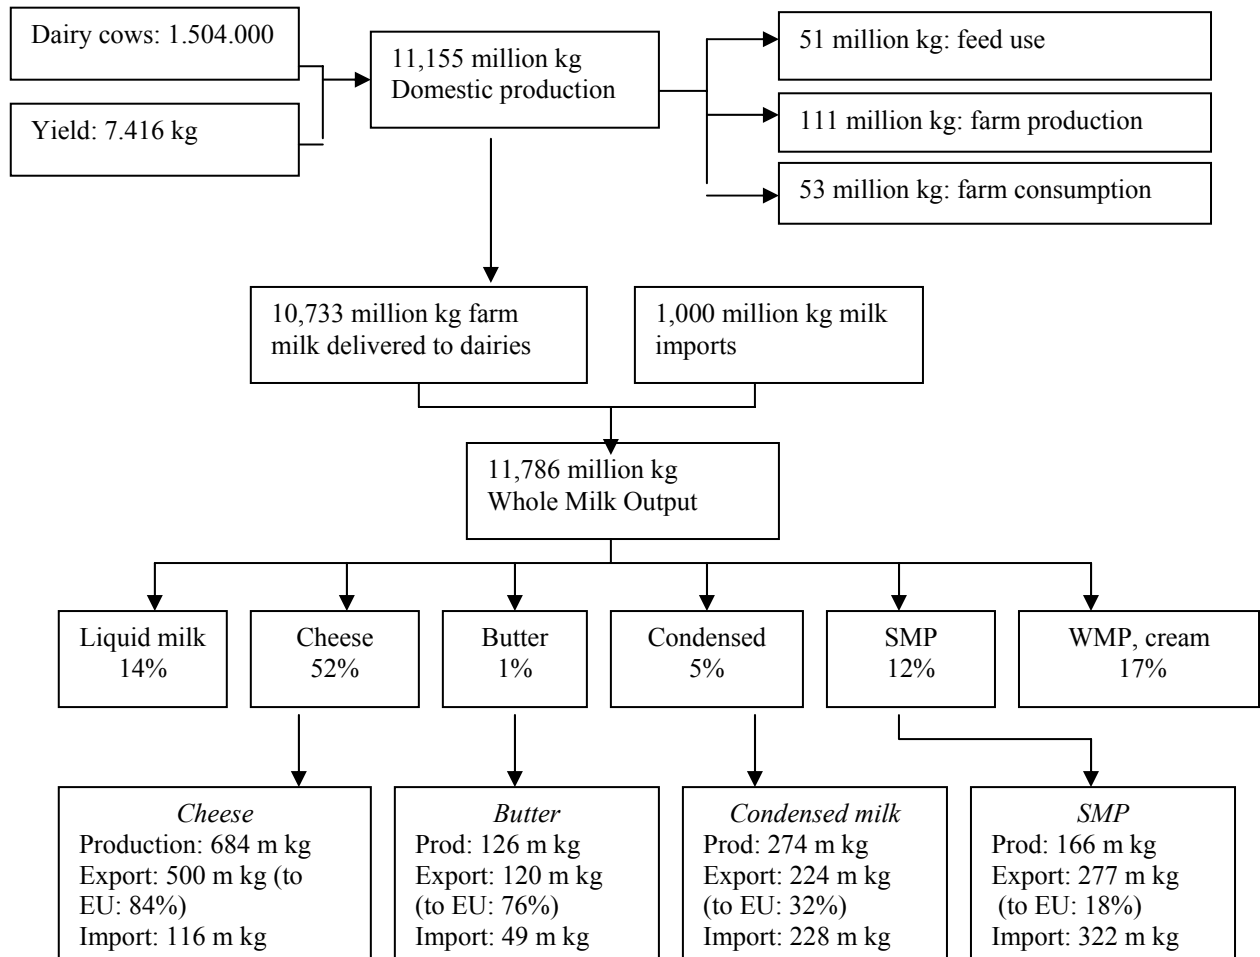 Dairy cows: 1.504.000
Yield: 7.416 kg
11,155 million kg
Domestic production
51 million kg: feed use
111 million kg: farm production
53 million kg: farm consumption
10,733 million kg farm
milk delivered to dairies
1,000 million kg milk
imports
11,786 million kg
Whole Milk Output
Liquid milk
14%
Cheese
52%
Butter
1%
Condensed
5%
SMP
12%
WMP, cream
17%
Cheese
Production: 684 m kg
Export: 500 m kg (to
EU: 84%)
Import: 116 m kg
Butter
Prod: 126 m kg
Export: 120 m kg
(to EU: 76%)
Import: 49 m kg
Condensed milk
Prod: 274 m kg
Export: 224 m kg
(to EU: 32%)
Import: 228 m kg
SMP
Prod: 166 m kg
Export: 277 m kg
(to EU: 18%)
Import: 322 m kg